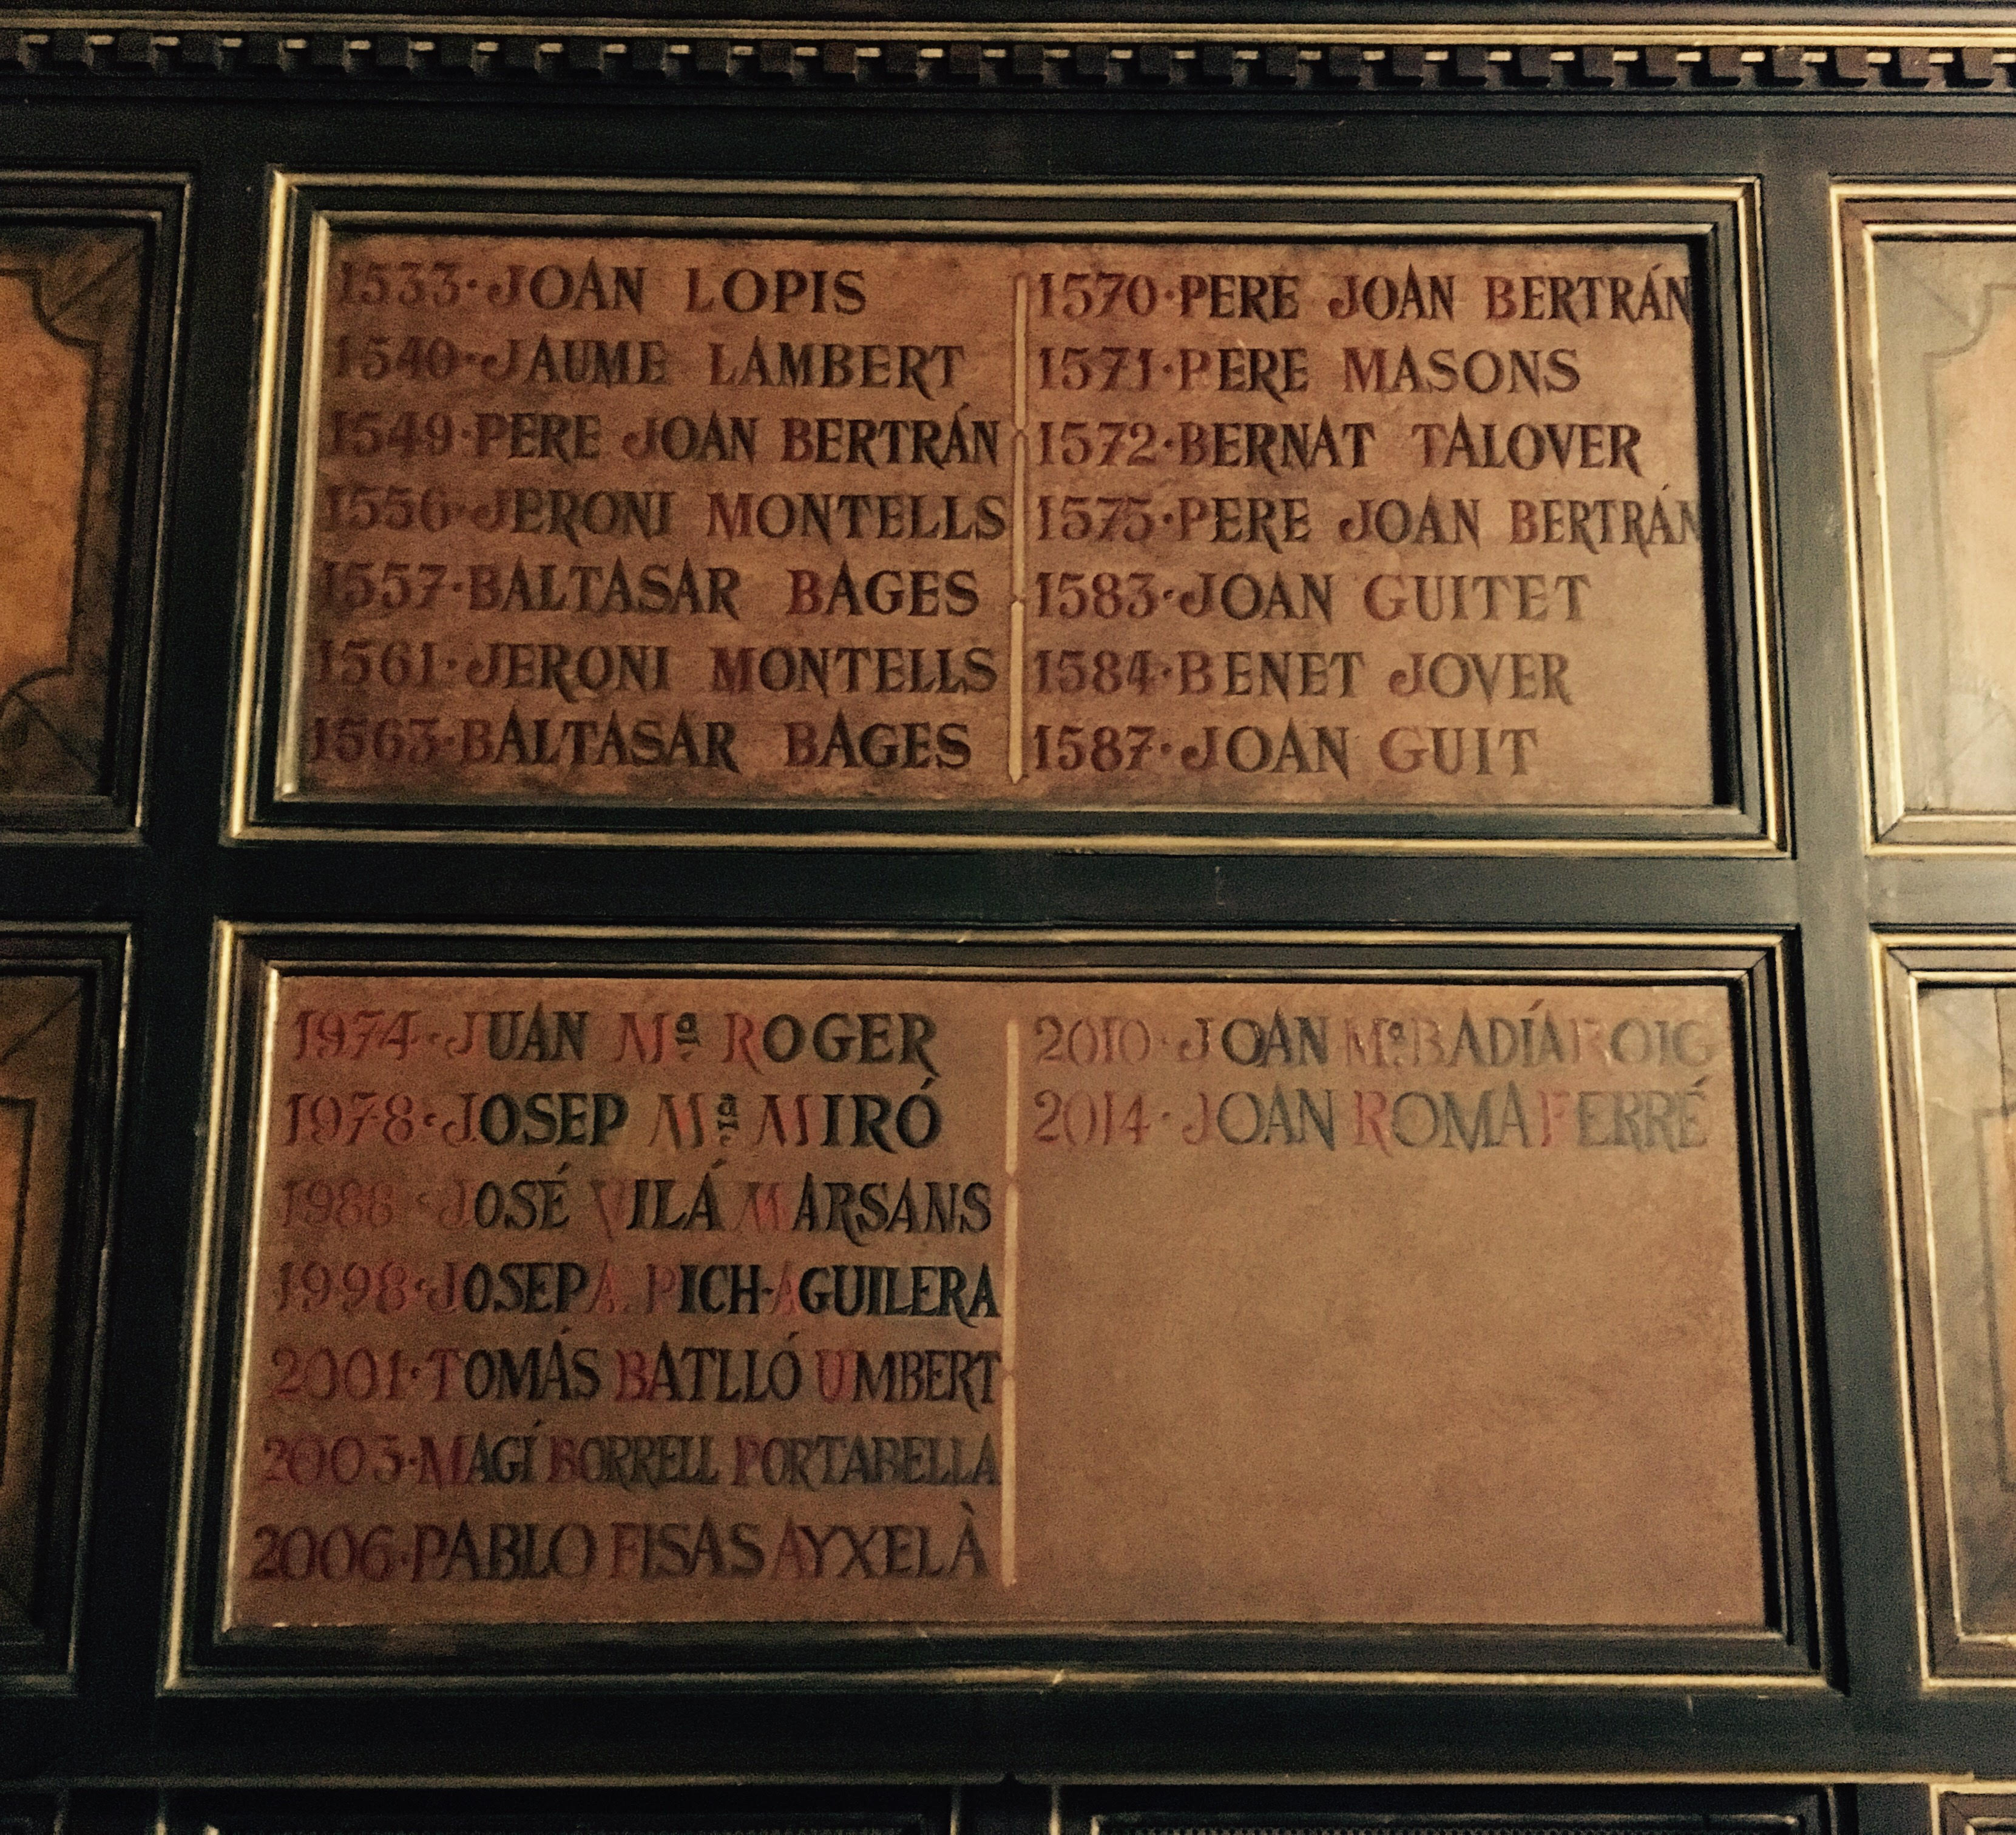 1533·JOAN LOPIS
1540·JAUME LAMBERT
1549·PERE JOAN BERTRÁN
1556·JERONI MONTELLS
1557·BALTASAR BAGES
1561·JERONI MONTELLS
1563·BALTASAR BAGES
1570·PERE JOAN BERTRÁN
1571·PERE MASONS
1572·BERNAT TALOVER
1575·PERE JOAN BERTRÁN
1583·JOAN GUITET
1584·BENET JOVER
1587·JOAN GUIT
1974·JUAN Mª ROGER
1978·JOSEP Mª MIRÓ
1988·JOSÉ VILÁ MARSANS
1998·JOSEP A. PICH-AGUILERA
2001·TOMÁS BATLLÓ UMBERT
2003·MAGÍ BORRELL PORTABELLA
2006·PABLO FISAS AYXELÀ
2010·JOAN Mª BADÍA ROIG
2014·JOAN ROMA FERRÉ